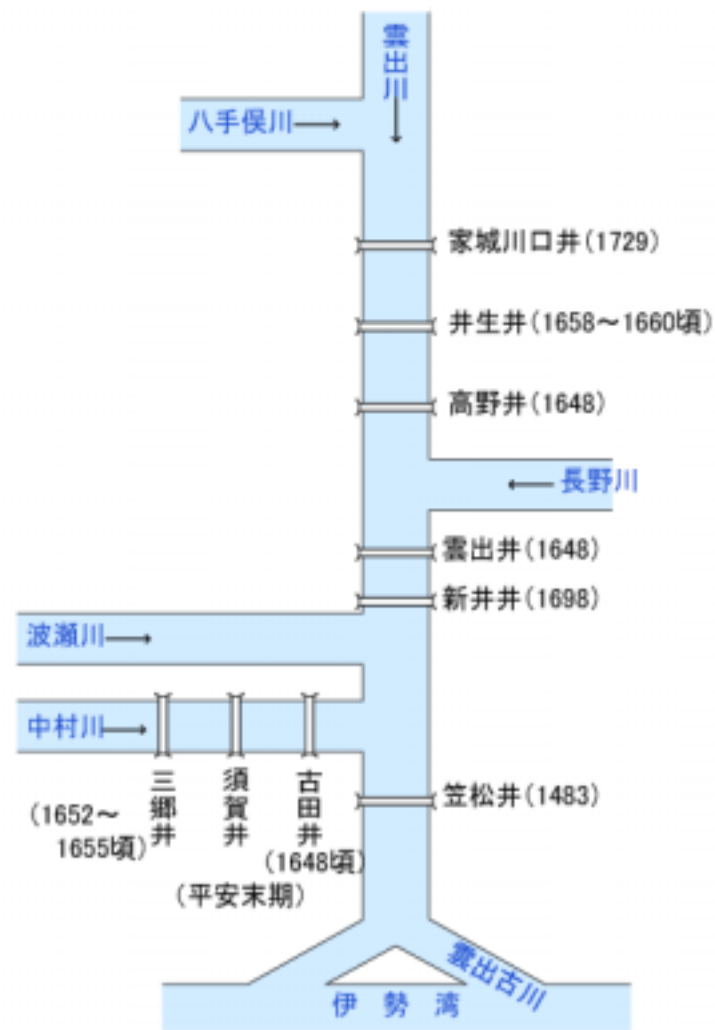 雲出川
八手俣川
家城川口井(1729)
井生井(1658～1660頃)
高野井(1648)
長野川
雲出井(1648)
新井井(1698)
波瀬川
中村川
三郷井
(1652～
1655頃)
須賀井
(平安末期)
古田井
(1648頃)
笠松井(1483)
雲出古川
伊勢湾